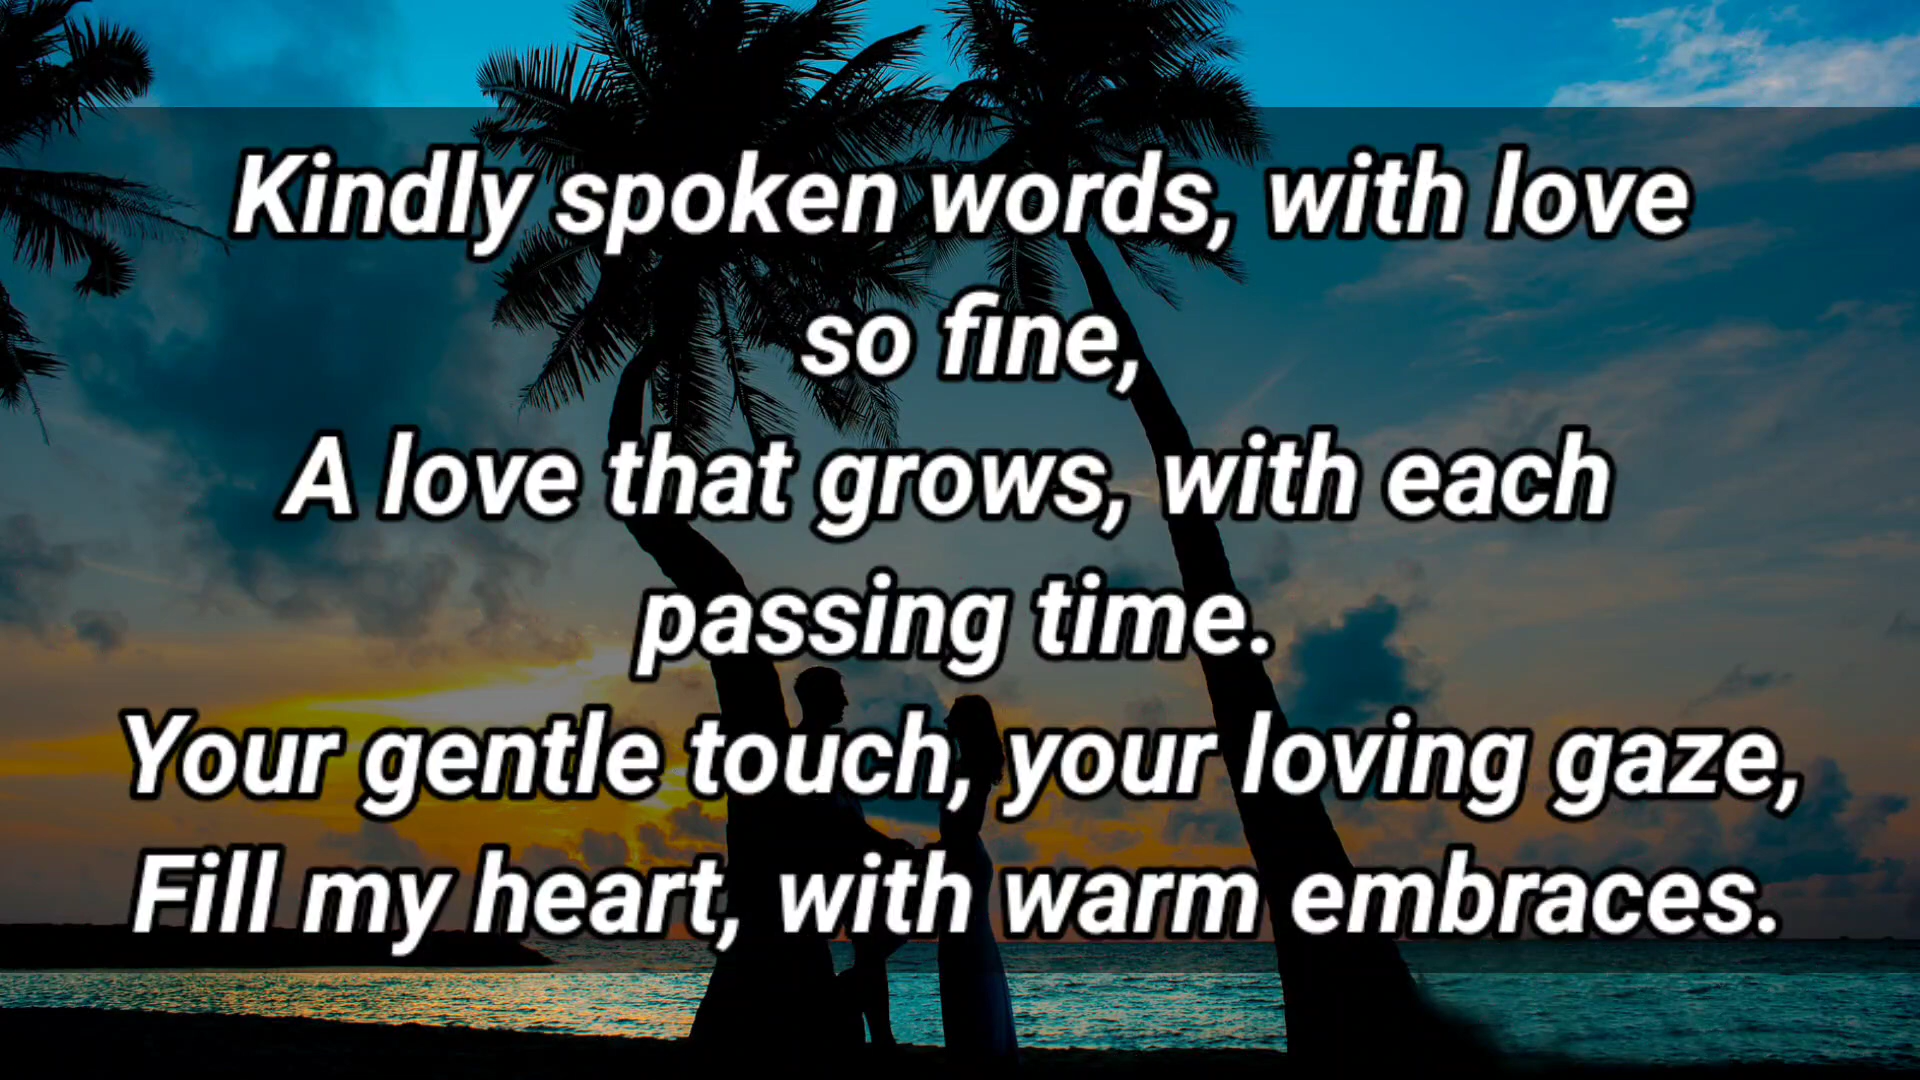 Kindly spoken words, with love
so fine,
A love that grows, with each
passing time.
Your gentle touch, your loving gaze,
Fill my heart, with warm embraces.